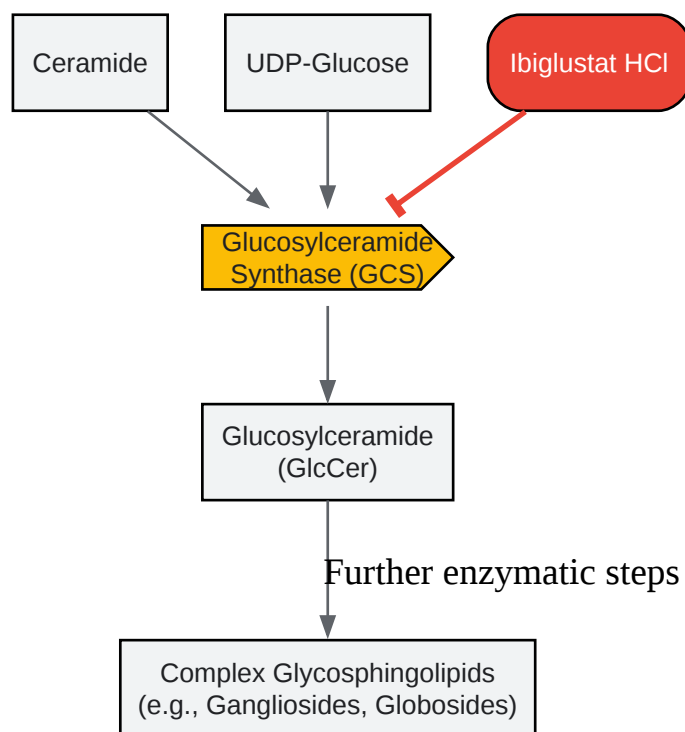 Ceramide
UDP-Glucose
Ibiglustat HCl
Glucosylceramide
Synthase (GCS)
Glucosylceramide
(GlcCer)
Further enzymatic steps
Complex Glycosphingolipids
(e.g., Gangliosides, Globosides)